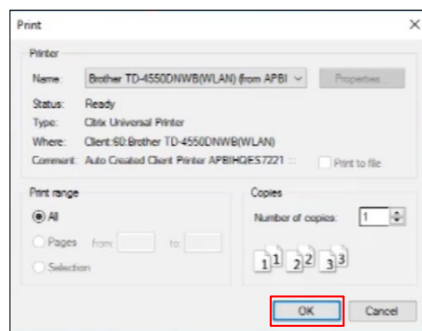 Print
Printer
Name: Brother TD-4550DNWB(WLAN) (from APBI Properties...
Status: Ready
Type: Citrix Universal Printer
Where: Client:60:Brother TD-4550DNWB(WLAN)
Comment: Auto Created Client Printer APBIHQES7221 ::: Print to file
Print range
All
Pages from: to:
Selection
Copies
Number of copies: 1
1 1 2 2 3 3
OK Cancel